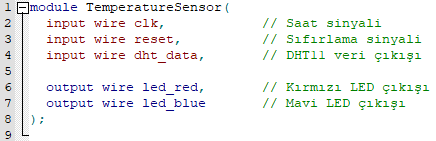 1 module TemperatureSensor(
2 input wire clk, // Saat sinyali
3 input wire reset, // Sıfırlama sinyali
4 input wire dht_data, // DHT11 veri çıkışı
5
6 output wire led_red, // Kırmızı LED çıkışı
7 output wire led_blue // Mavi LED çıkışı
8 );
9